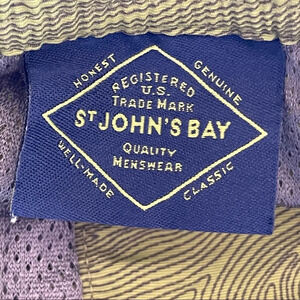 HONEST
GENUINE
REGISTERED
U.S.
TRADE MARK
ST JOHN'S BAY
QUALITY
MENSWEAR
WELL-MADE
CLASSIC